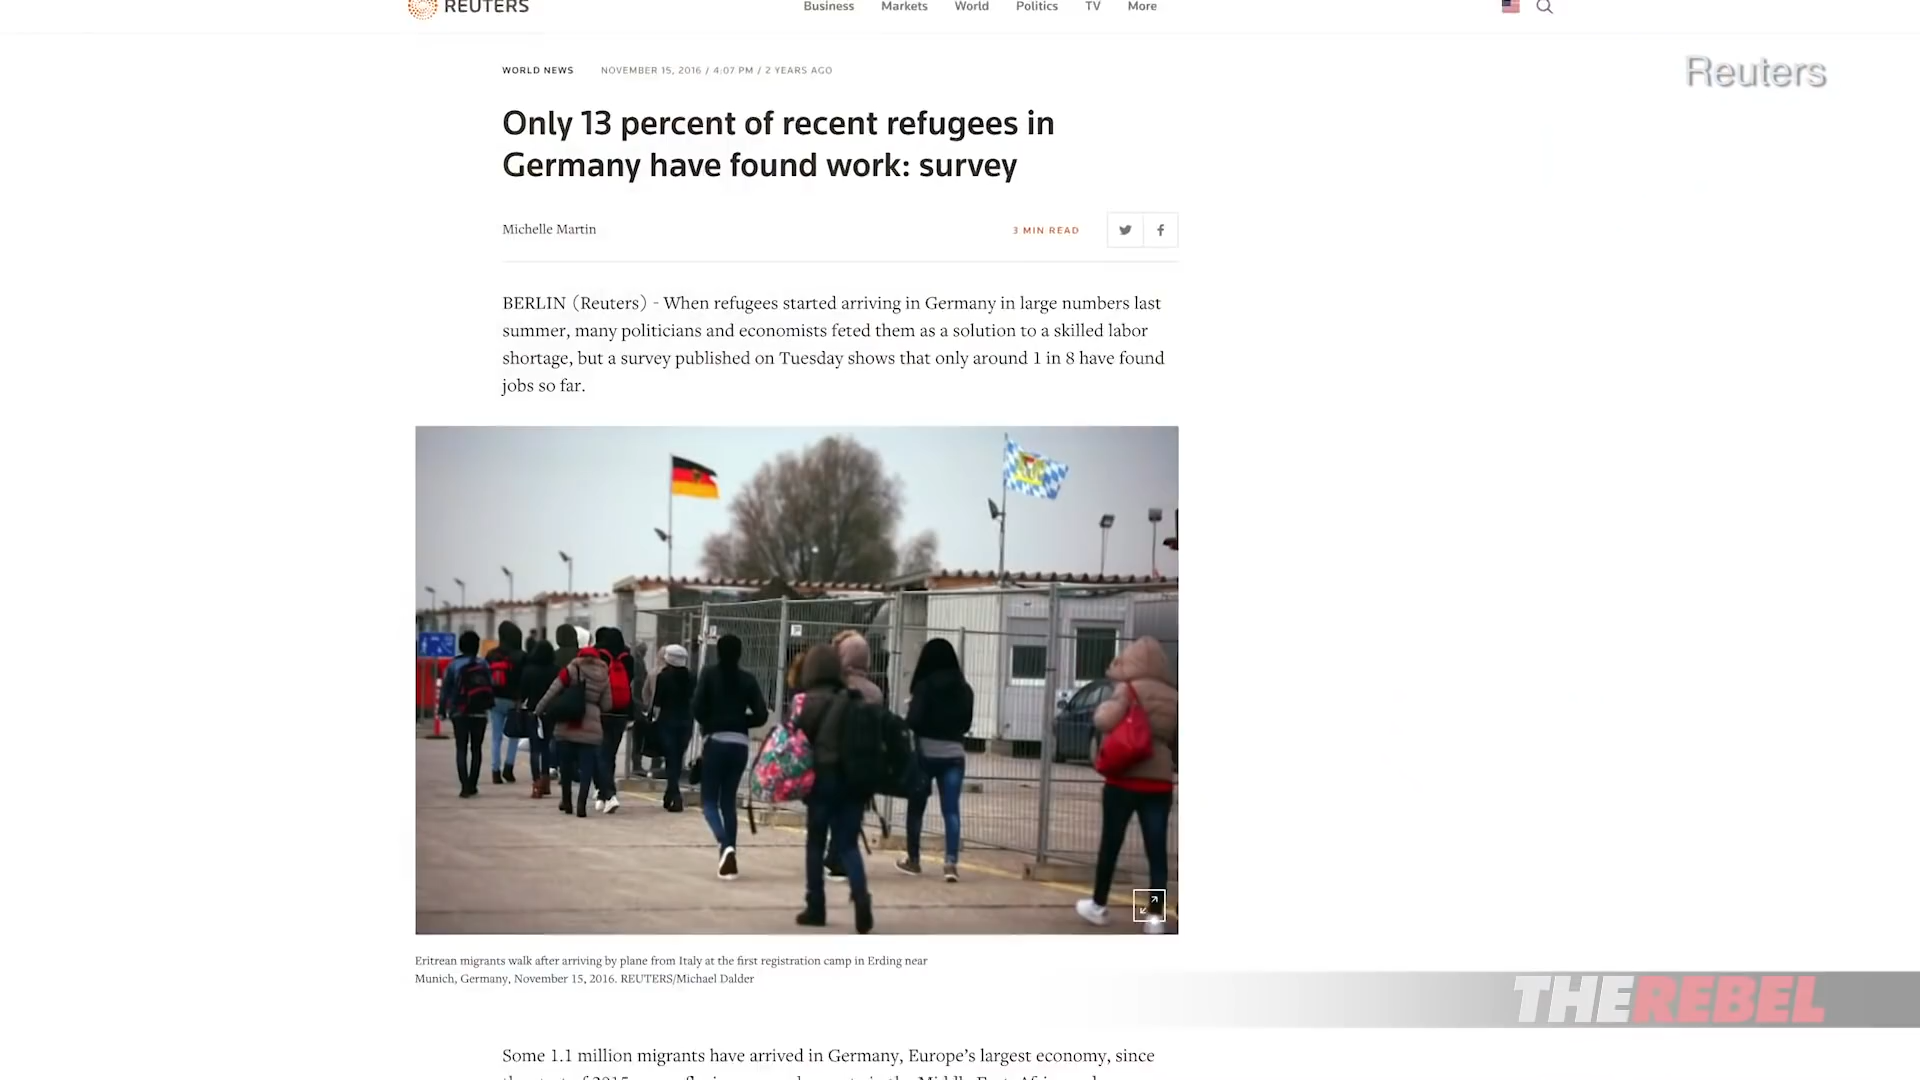 REUTERS
Business Markets World Politics TV More
Reuters
WORLD NEWS NOVEMBER 15, 2016 / 4:07 PM / 2 YEARS AGO
Only 13 percent of recent refugees in
Germany have found work: survey
Michelle Martin
3 MIN READ
BERLIN (Reuters) - When refugees started arriving in Germany in large numbers last
summer, many politicians and economists feted them as a solution to a skilled labor
shortage, but a survey published on Tuesday shows that only around 1 in 8 have found
jobs so far.
Eritrean migrants walk after arriving by plane from Italy at the first registration camp in Erding near
Munich, Germany, November 15, 2016. REUTERS/Michael Dalder
THE REBEL
Some 1.1 million migrants have arrived in Germany, Europe's largest economy, since